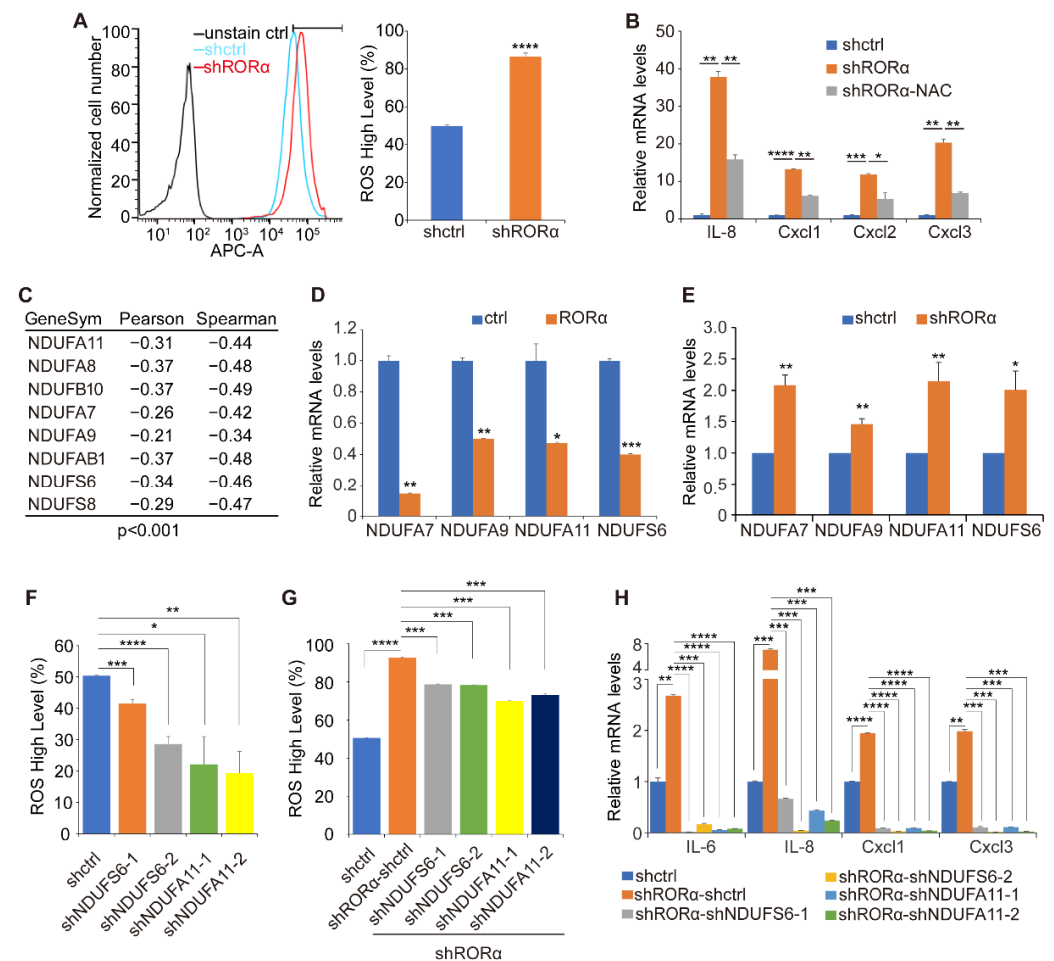 A
unstain ctrl
shctrl
shRORα
Normalized cell number
100
80
60
40
20
0
10¹ 10² 10³ 10⁴ 10⁵
APC-A
ROS High Level (%)
100
80
60
40
20
0
****
shctrl shRORα
B
shctrl
shRORα
shRORα-NAC
Relative mRNA levels
50
40
30
20
10
0
** **
**** **
*** *
** **
IL-8 Cxcl1 Cxcl2 Cxcl3
C
GeneSym Pearson Spearman
NDUFA11 −0.31 −0.44
NDUFA8 −0.37 −0.48
NDUFB10 −0.37 −0.49
NDUFA7 −0.26 −0.42
NDUFA9 −0.21 −0.34
NDUFAB1 −0.37 −0.48
NDUFS6 −0.34 −0.46
NDUFS8 −0.29 −0.47
p<0.001
D
ctrl RORα
Relative mRNA levels
1.2
1.0
0.8
0.6
0.4
0.2
0
** ** * ***
NDUFA7 NDUFA9 NDUFA11 NDUFS6
E
shctrl shRORα
Relative mRNA levels
3.0
2.5
2.0
1.5
1.0
0.5
0.0
** ** ** *
NDUFA7 NDUFA9 NDUFA11 NDUFS6
F
ROS High Level (%)
60
50
40
30
20
10
0
**
*
****
***
shctrl
shNDUFS6-1
shNDUFS6-2
shNDUFA11-1
shNDUFA11-2
G
ROS High Level (%)
100
80
60
40
20
0
***
***
***
***
****
shctrl
shRORα-shctrl
shNDUFS6-1
shNDUFS6-2
shNDUFA11-1
shNDUFA11-2
shRORα
H
Relative mRNA levels
8
4
3
2
1
0
****
****
***
****
**
***
***
***
***
***
****
****
****
****
****
***
***
***
***
**
IL-6 IL-8 Cxcl1 Cxcl3
shctrl
shRORα-shctrl
shRORα-shNDUFS6-1
shRORα-shNDUFS6-2
shRORα-shNDUFA11-1
shRORα-shNDUFA11-2